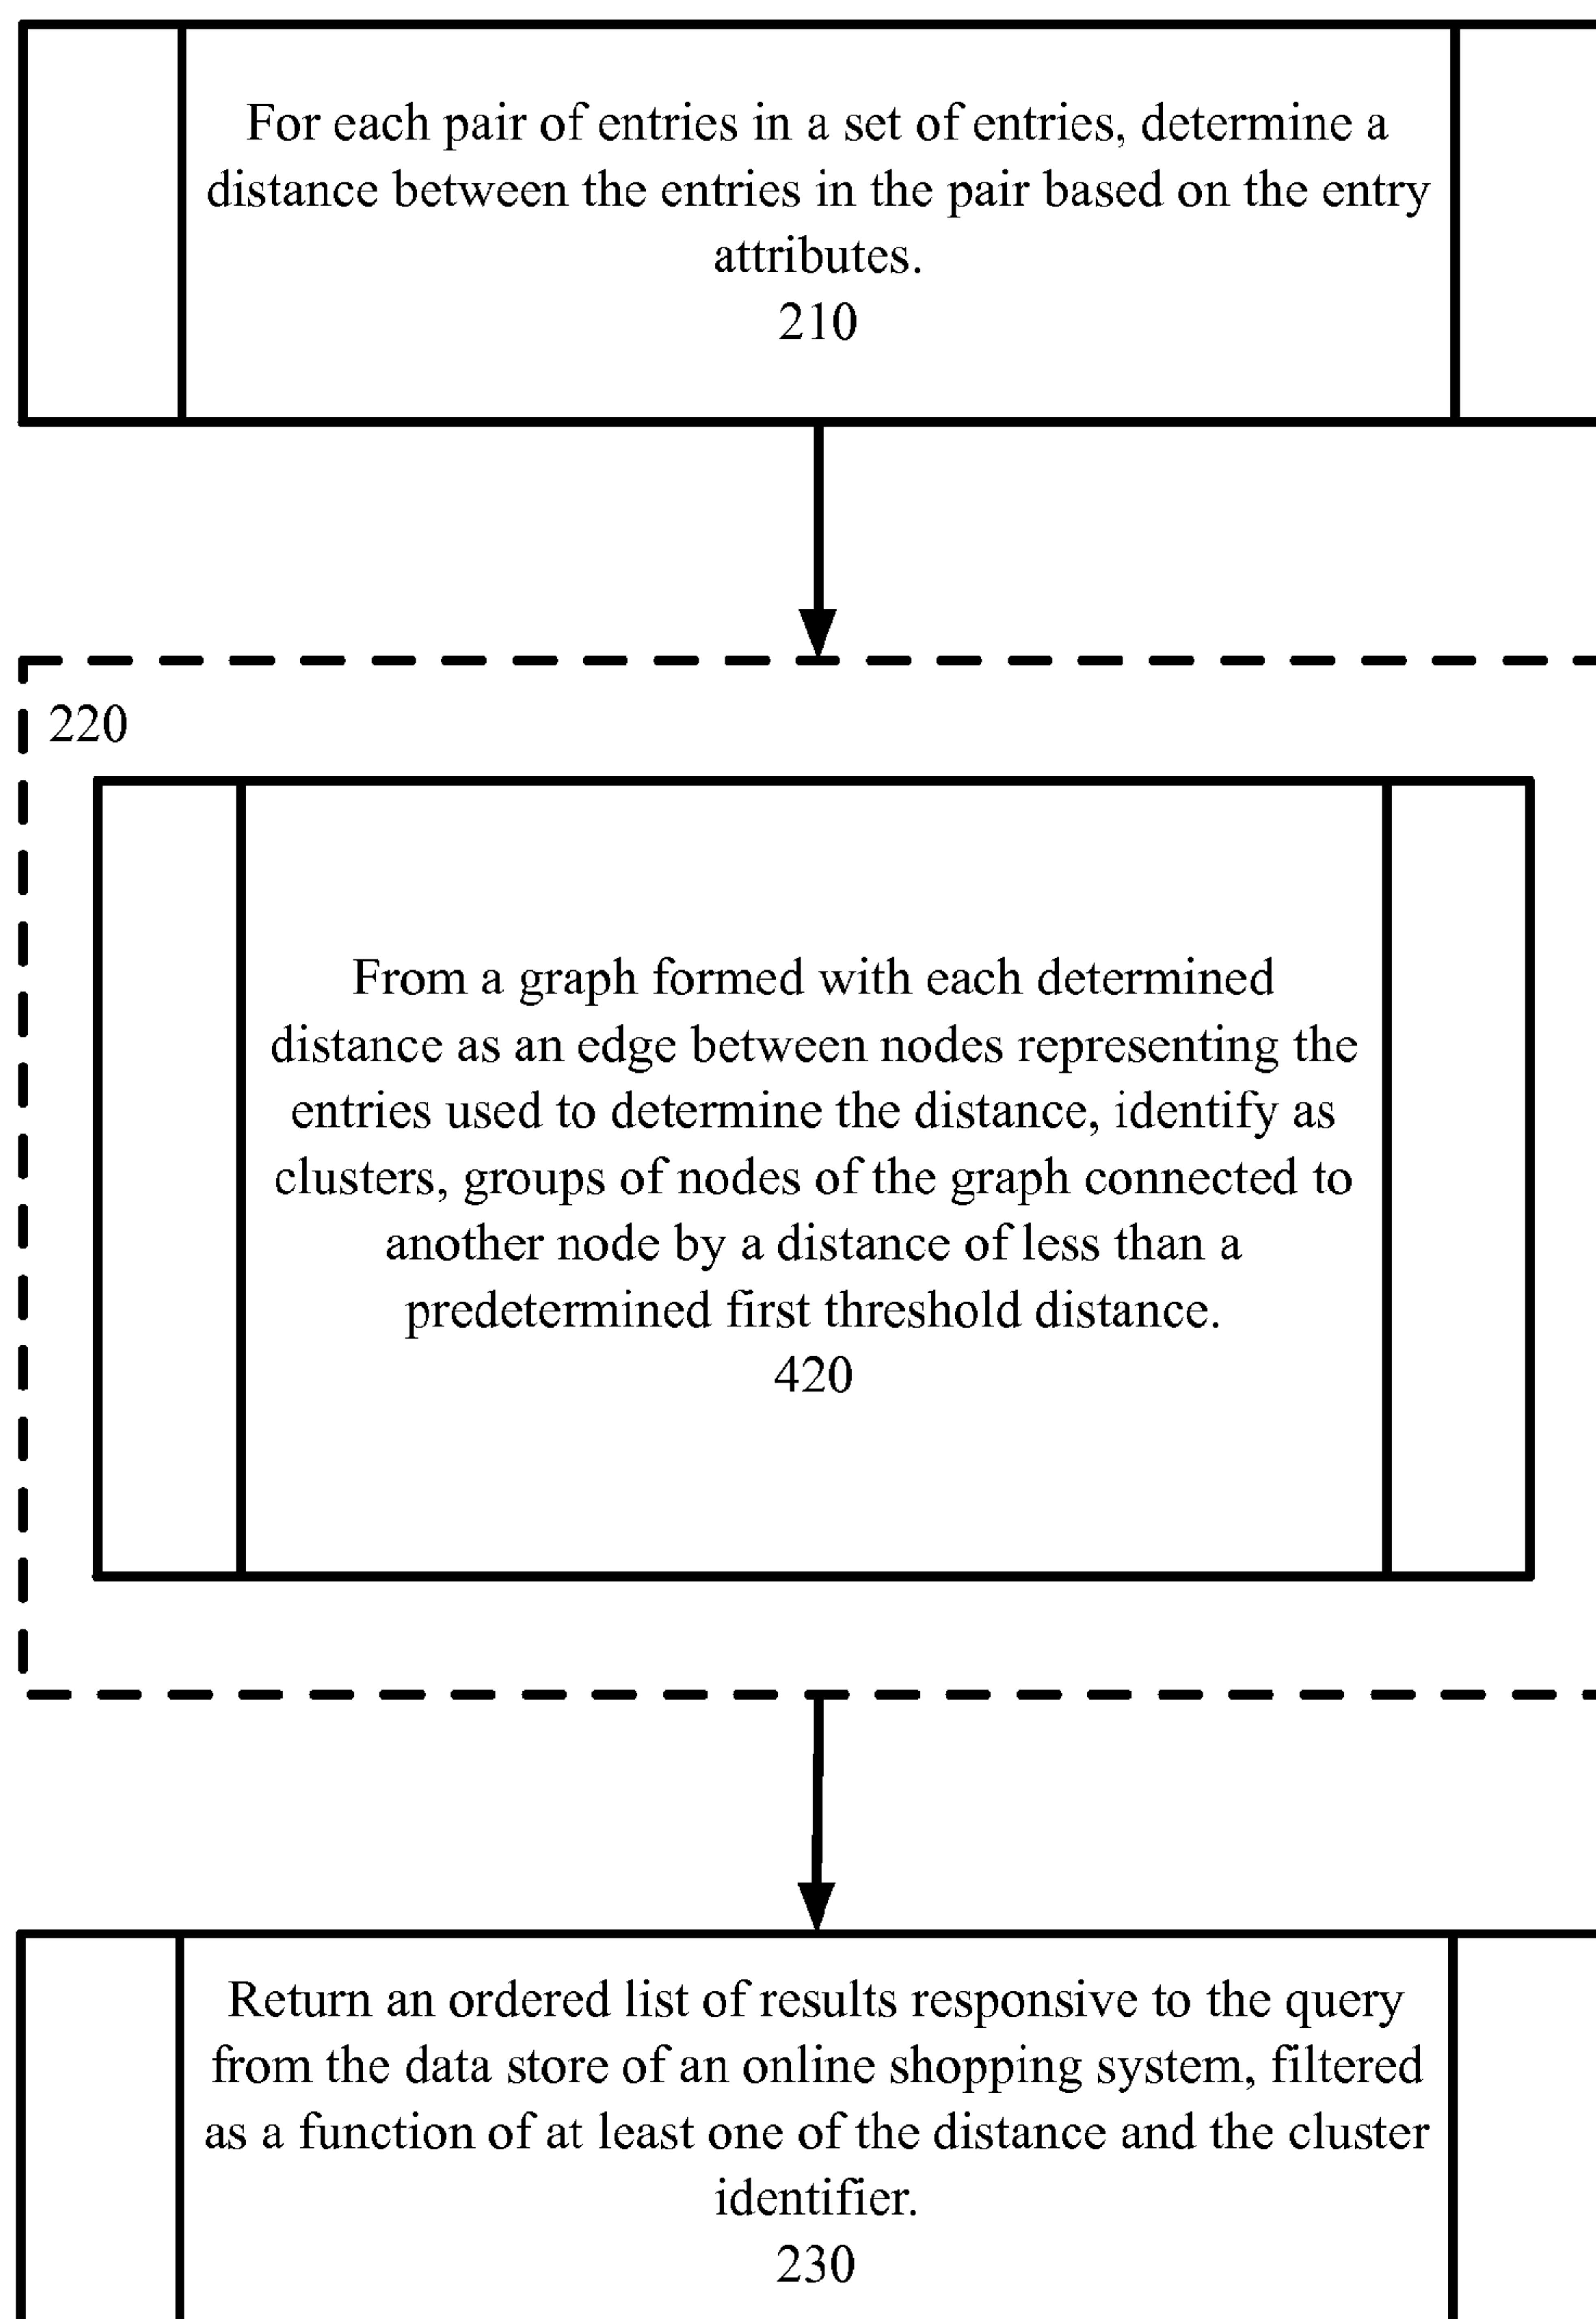 For each pair of entries in a set of entries, determine a
distance between the entries in the pair based on the entry
attributes.
210
220
From a graph formed with each determined
distance as an edge between nodes representing the
entries used to determine the distance, identify as
clusters, groups of nodes of the graph connected to
another node by a distance of less than a
predetermined first threshold distance.
420
Return an ordered list of results responsive to the query
from the data store of an online shopping system, filtered
as a function of at least one of the distance and the cluster
identifier.
230